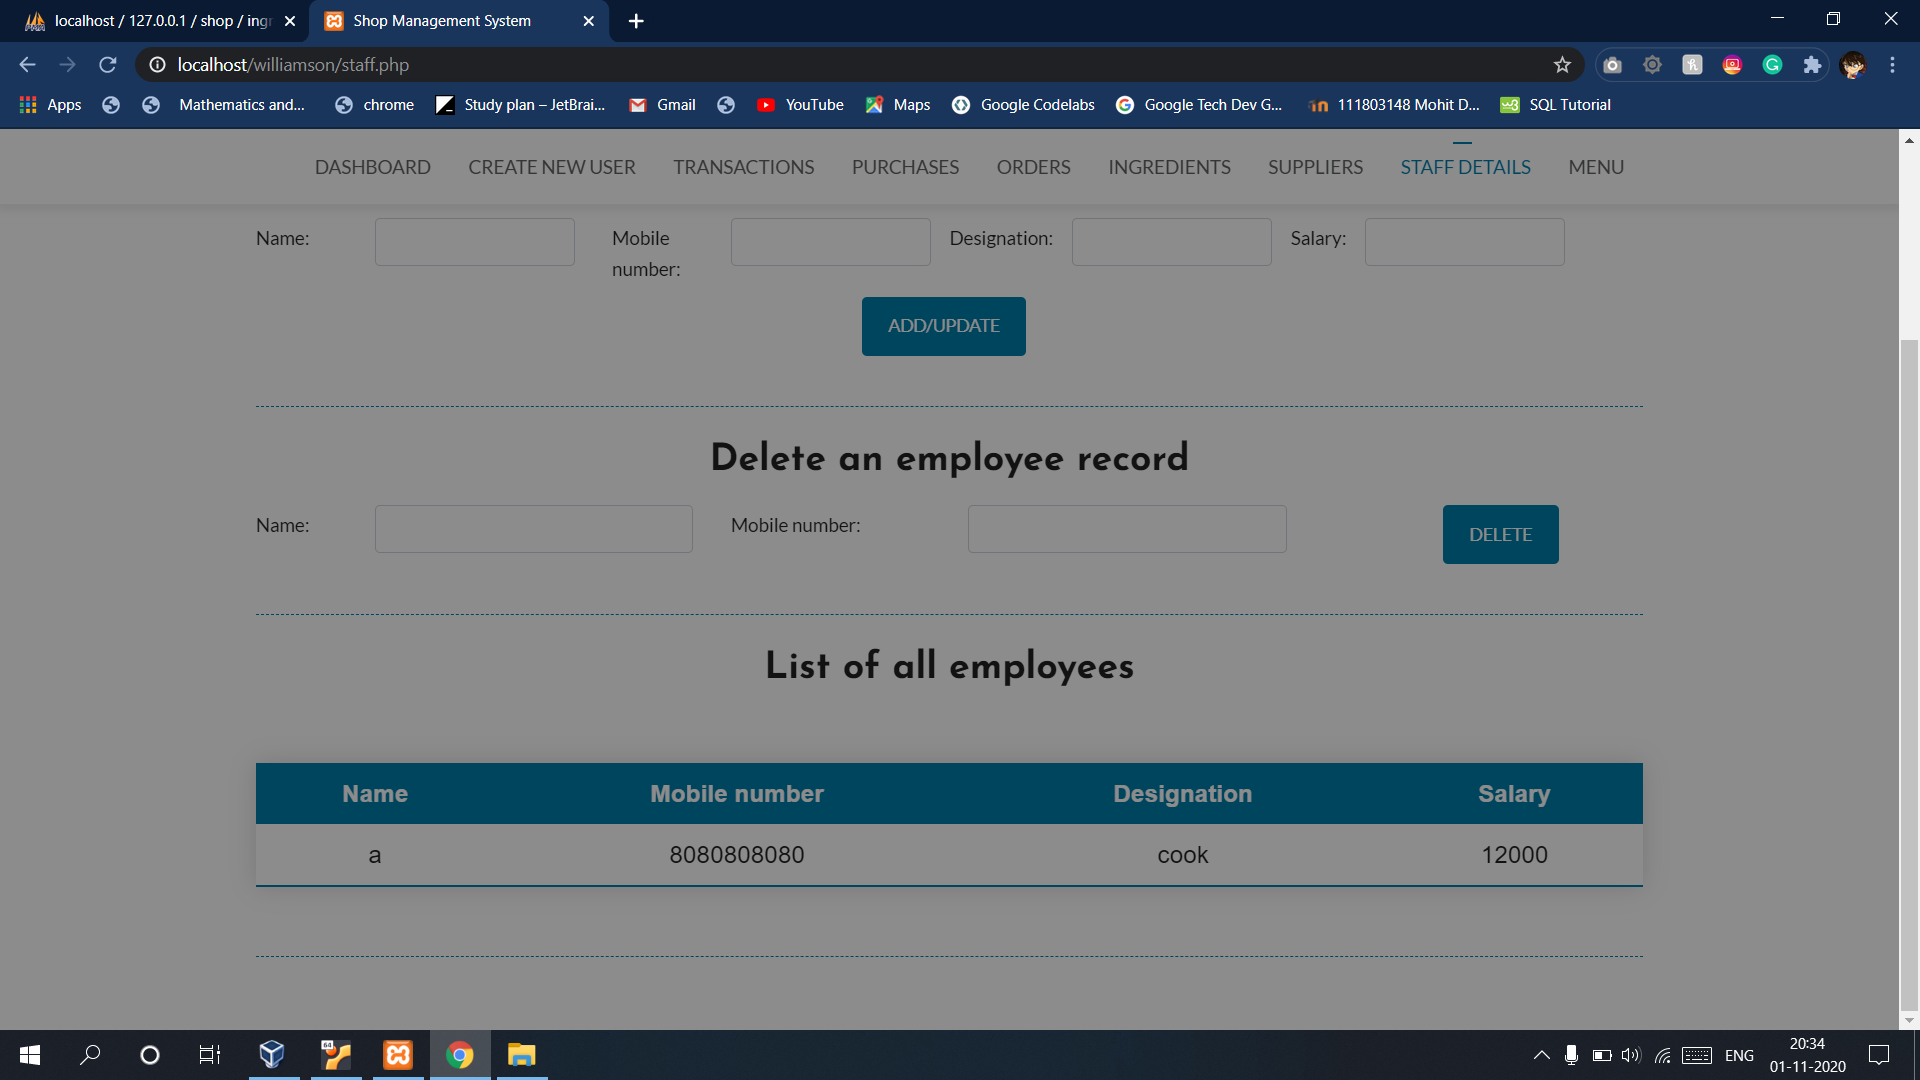 localhost / 127.0.0.1 / shop / ingr
Shop Management System
localhost/williamson/staff.php
Apps Mathematics and... chrome Study plan – JetBrai... Gmail YouTube Maps Google Codelabs Google Tech Dev G... 111803148 Mohit D... SQL Tutorial
DASHBOARD CREATE NEW USER TRANSACTIONS PURCHASES ORDERS INGREDIENTS SUPPLIERS STAFF DETAILS MENU
Name: Mobile number: Designation: Salary:
ADD/UPDATE
Delete an employee record
Name: Mobile number: DELETE
List of all employees
Name Mobile number Designation Salary
a 8080808080 cook 12000
64
ENG
20:34
01-11-2020